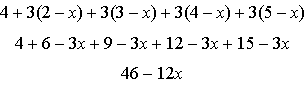 4 + 3(2 − x) + 3(3 − x) + 3(4 − x) + 3(5 − x)
4 + 6 − 3x + 9 − 3x + 12 − 3x + 15 − 3x
46 − 12x